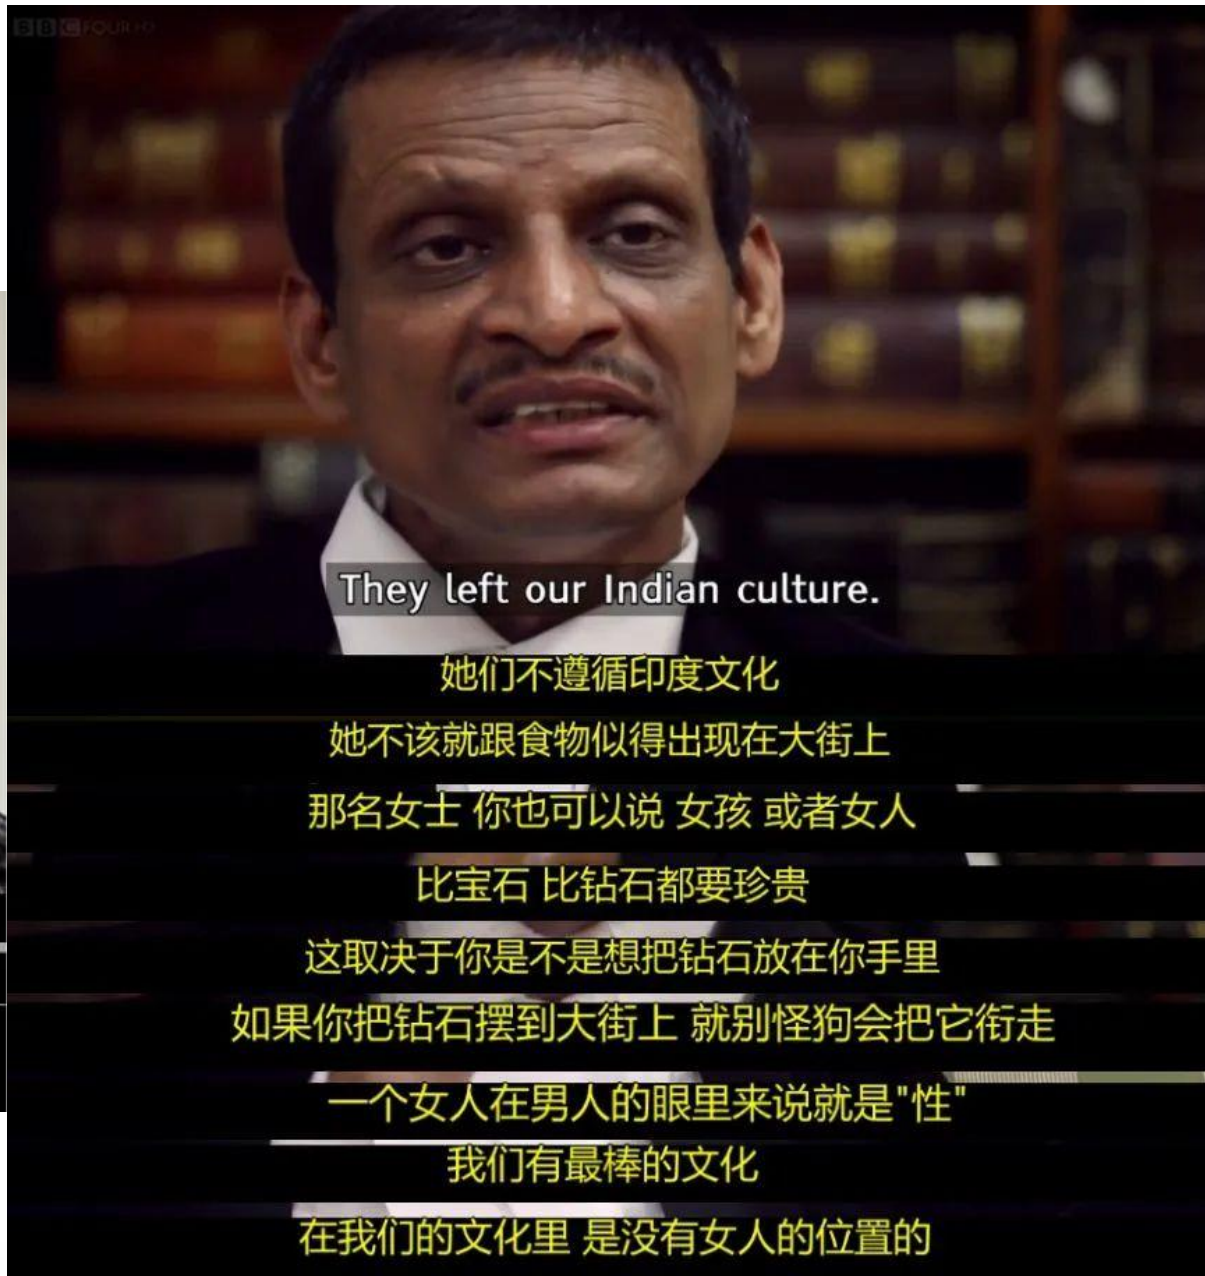 BBC FOUR HD
They left our Indian culture.
她们不遵循印度文化
她不该就跟食物似得出现在大街上
那名女士 你也可以说 女孩 或者女人
比宝石 比钻石都要珍贵
这取决于你是不是想把钻石放在你手里
如果你把钻石摆到大街上 就别怪狗会把它衔走
一个女人在男人的眼里来说就是"性"
我们有最棒的文化
在我们的文化里 是没有女人的位置的